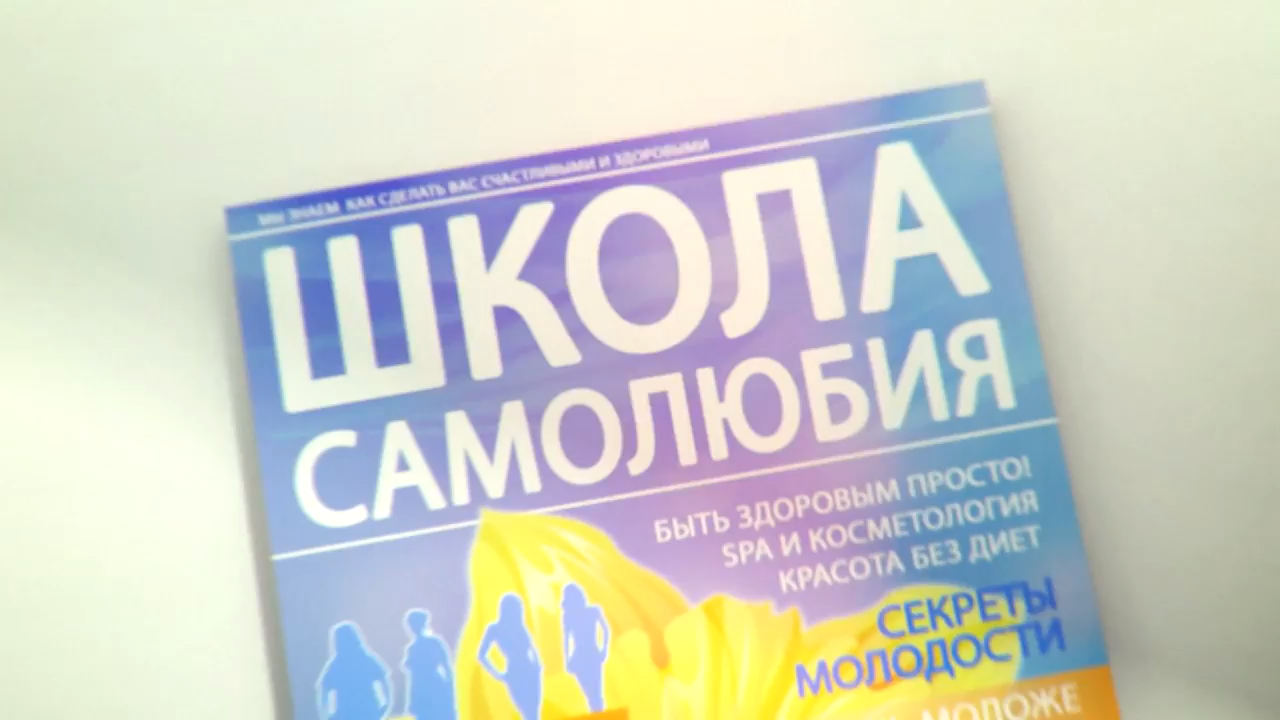 МЫ ЗНАЕМ КАК СДЕЛАТЬ ВАС СЧАСТЛИВЫМИ И ЗДОРОВЫМИ
ШКОЛА
САМОЛЮБИЯ
БЫТЬ ЗДОРОВЫМ ПРОСТО!
SPA И КОСМЕТОЛОГИЯ
КРАСОТА БЕЗ ДИЕТ
СЕКРЕТЫ
МОЛОДОСТИ
МОЛОЖЕ